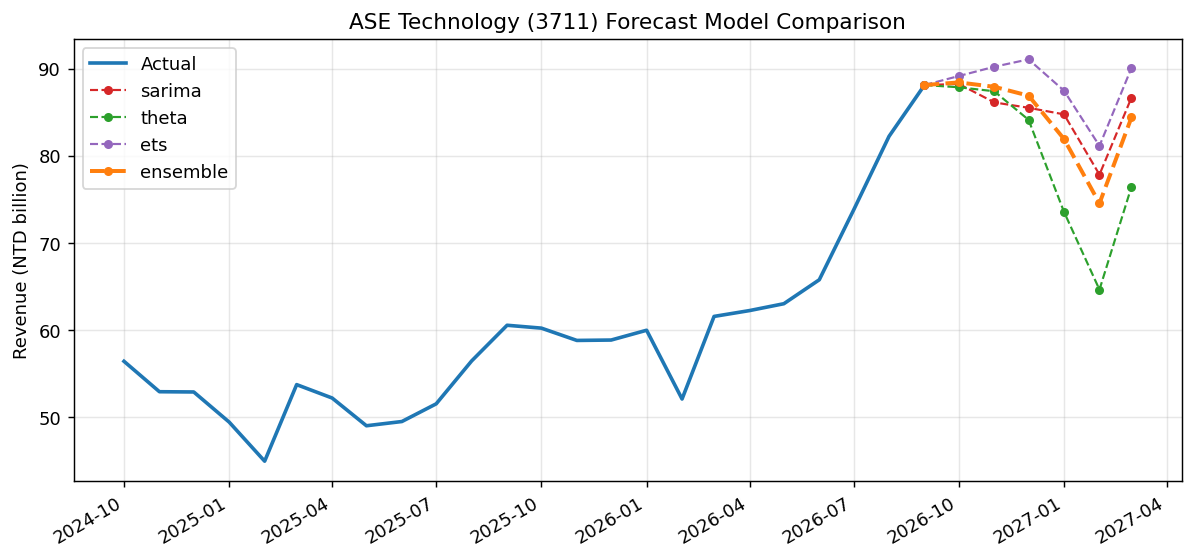 ASE Technology (3711) Forecast Model Comparison
Actual
sarima
theta
ets
ensemble
Revenue (NTD billion)
90
80
70
60
50
2024-10
2025-01
2025-04
2025-07
2025-10
2026-01
2026-04
2026-07
2026-10
2027-01
2027-04